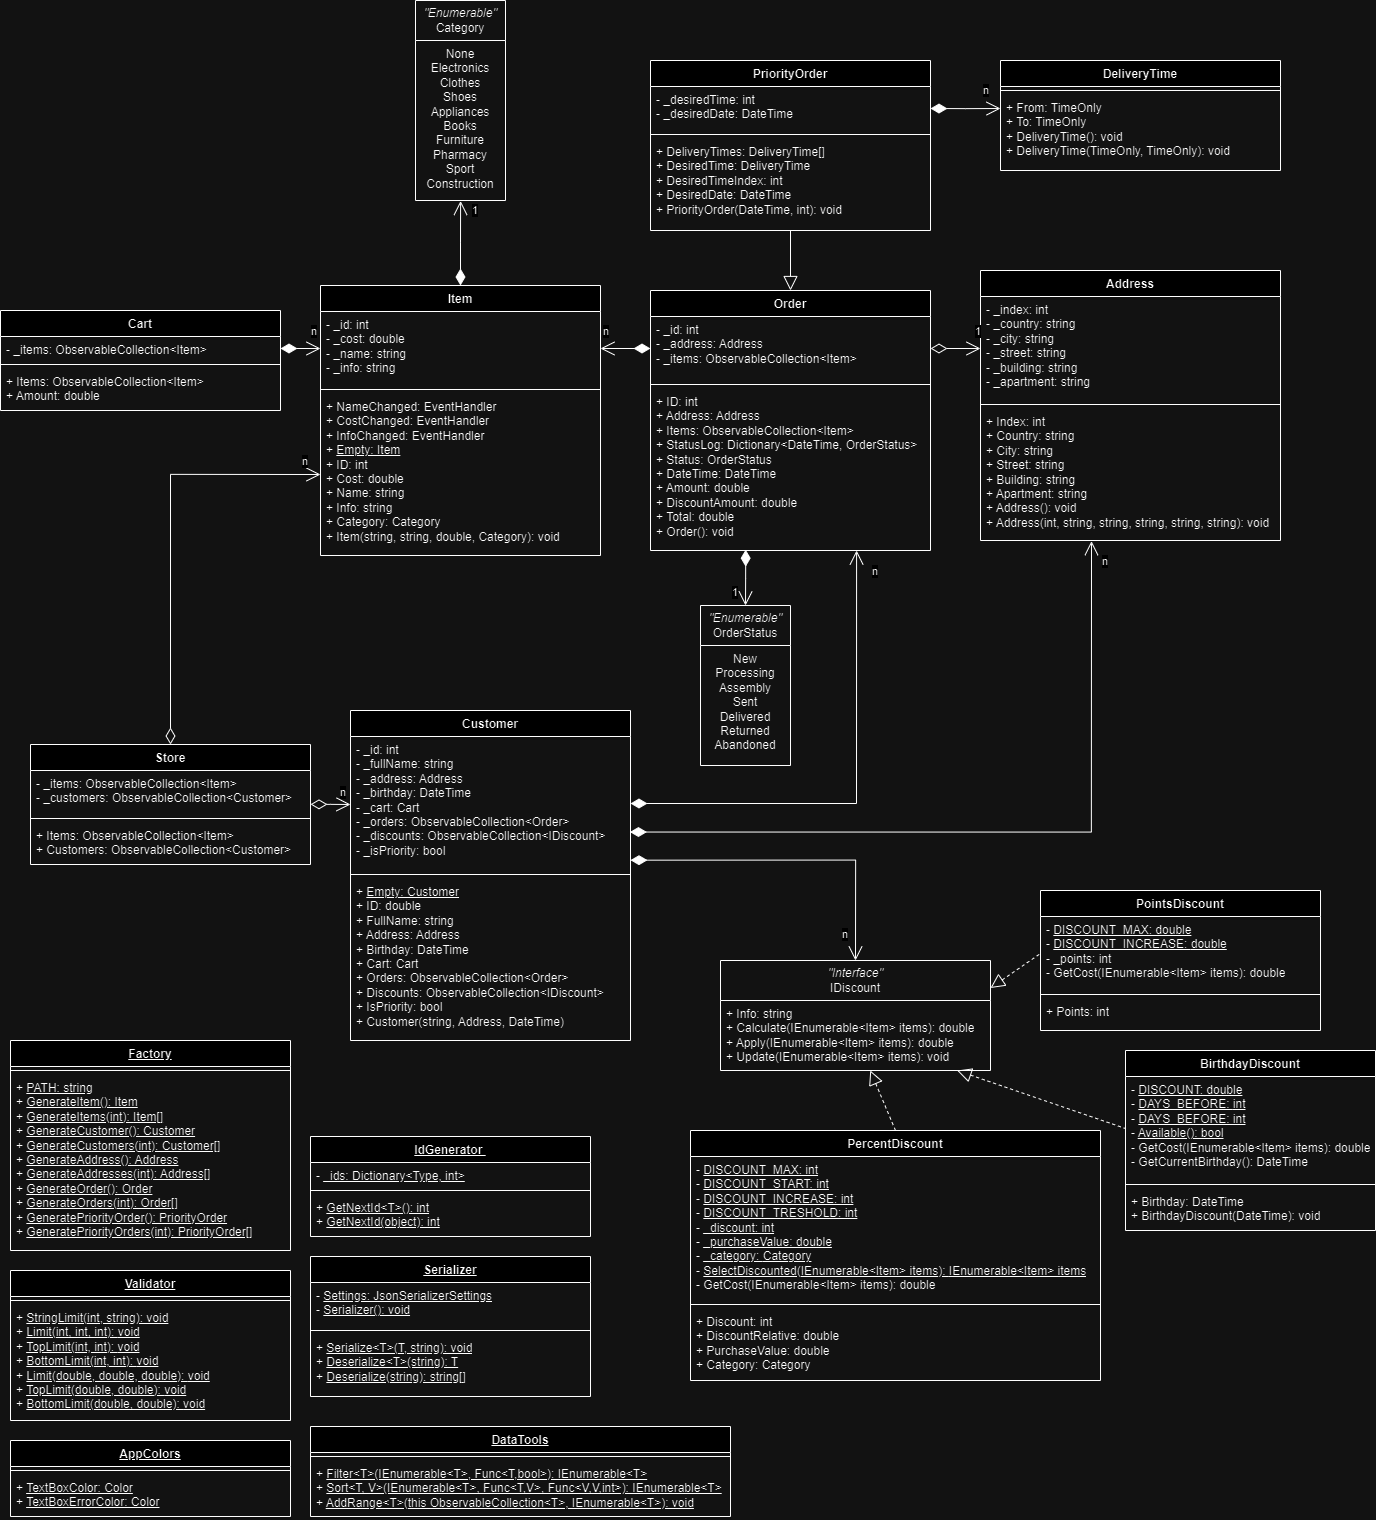 "Enumerable"
Category
None
Electronics
Clothes
Shoes
Appliances
Books
Furniture
Pharmacy
Sport
Construction
1
PriorityOrder
- _desiredTime: int
- _desiredDate: DateTime
+ DeliveryTimes: DeliveryTime[]
+ DesiredTime: DeliveryTime
+ DesiredTimeIndex: int
+ DesiredDate: DateTime
+ PriorityOrder(DateTime, int): void
n
DeliveryTime
+ From: TimeOnly
+ To: TimeOnly
+ DeliveryTime(): void
+ DeliveryTime(TimeOnly, TimeOnly): void
Cart
- _items: ObservableCollection<Item>
+ Items: ObservableCollection<Item>
+ Amount: double
n
Item
- _id: int
- _cost: double
- _name: string
- _info: string
+ NameChanged: EventHandler
+ CostChanged: EventHandler
+ InfoChanged: EventHandler
+ Empty: Item
+ ID: int
+ Cost: double
+ Name: string
+ Info: string
+ Category: Category
+ Item(string, string, double, Category): void
n
n
Order
- _id: int
- _address: Address
- _items: ObservableCollection<Item>
+ ID: int
+ Address: Address
+ Items: ObservableCollection<Item>
+ StatusLog: Dictionary<DateTime, OrderStatus>
+ Status: OrderStatus
+ DateTime: DateTime
+ Amount: double
+ DiscountAmount: double
+ Total: double
+ Order(): void
1
Address
- _index: int
- _country: string
- _city: string
- _street: string
- _building: string
- _apartment: string
+ Index: int
+ Country: string
+ City: string
+ Street: string
+ Building: string
+ Apartment: string
+ Address(): void
+ Address(int, string, string, string, string, string): void
n
n
1
"Enumerable"
OrderStatus
New
Processing
Assembly
Sent
Delivered
Returned
Abandoned
Store
- _items: ObservableCollection<Item>
- _customers: ObservableCollection<Customer>
+ Items: ObservableCollection<Item>
+ Customers: ObservableCollection<Customer>
n
Customer
- _id: int
- _fullName: string
- _address: Address
- _birthday: DateTime
- _cart: Cart
- _orders: ObservableCollection<Order>
- _discounts: ObservableCollection<IDiscount>
- _isPriority: bool
+ Empty: Customer
+ ID: double
+ FullName: string
+ Address: Address
+ Birthday: DateTime
+ Cart: Cart
+ Orders: ObservableCollection<Order>
+ Discounts: ObservableCollection<IDiscount>
+ IsPriority: bool
+ Customer(string, Address, DateTime)
n
"Interface"
IDiscount
+ Info: string
+ Calculate(IEnumerable<Item> items): double
+ Apply(IEnumerable<Item> items): double
+ Update(IEnumerable<Item> items): void
PointsDiscount
- DISCOUNT_MAX: double
- DISCOUNT_INCREASE: double
- _points: int
- GetCost(IEnumerable<Item> items): double
+ Points: int
BirthdayDiscount
- DISCOUNT: double
- DAYS_BEFORE: int
- DAYS_BEFORE: int
- Available(): bool
- GetCost(IEnumerable<Item> items): double
- GetCurrentBirthday(): DateTime
+ Birthday: DateTime
+ BirthdayDiscount(DateTime): void
PercentDiscount
- DISCOUNT_MAX: int
- DISCOUNT_START: int
- DISCOUNT_INCREASE: int
- DISCOUNT_TRESHOLD: int
- _discount: int
- _purchaseValue: double
- _category: Category
- SelectDiscounted(IEnumerable<Item> items): IEnumerable<Item> items
- GetCost(IEnumerable<Item> items): double
+ Discount: int
+ DiscountRelative: double
+ PurchaseValue: double
+ Category: Category
Factory
+ PATH: string
+ GenerateItem(): Item
+ GenerateItems(int): Item[]
+ GenerateCustomer(): Customer
+ GenerateCustomers(int): Customer[]
+ GenerateAddress(): Address
+ GenerateAddresses(int): Address[]
+ GenerateOrder(): Order
+ GenerateOrders(int): Order[]
+ GeneratePriorityOrder(): PriorityOrder
+ GeneratePriorityOrders(int): PriorityOrder[]
IdGenerator
- _ids: Dictionary<Type, int>
+ GetNextId<T>(): int
+ GetNextId(object): int
Validator
+ StringLimit(int, string): void
+ Limit(int, int, int): void
+ TopLimit(int, int): void
+ BottomLimit(int, int): void
+ Limit(double, double, double): void
+ TopLimit(double, double): void
+ BottomLimit(double, double): void
Serializer
- Settings: JsonSerializerSettings
- Serializer(): void
+ Serialize<T>(T, string): void
+ Deserialize<T>(string): T
+ Deserialize(string): string[]
AppColors
+ TextBoxColor: Color
+ TextBoxErrorColor: Color
DataTools
+ Filter<T>(IEnumerable<T>, Func<T,bool>): IEnumerable<T>
+ Sort<T, V>(IEnumerable<T>, Func<T,V>, Func<V,V,int>): IEnumerable<T>
+ AddRange<T>(this ObservableCollection<T>, IEnumerable<T>): void